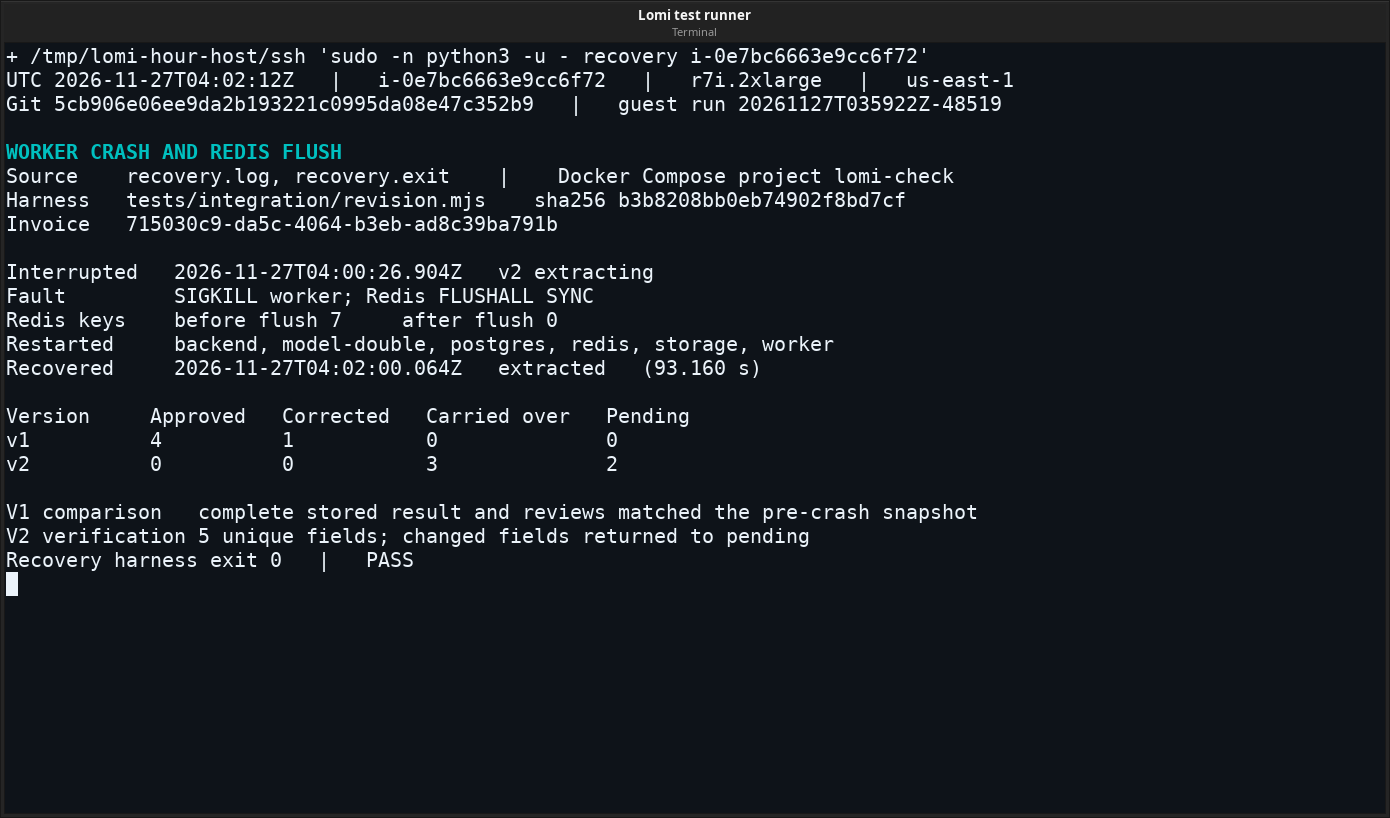 Lomi test runner
Terminal
+ /tmp/lomi-hour-host/ssh 'sudo -n python3 -u - recovery i-0e7bc6663e9cc6f72'
UTC 2026-11-27T04:02:12Z   |   i-0e7bc6663e9cc6f72   |   r7i.2xlarge   |   us-east-1
Git 5cb906e06ee9da2b193221c0995da08e47c352b9   |   guest run 20261127T035922Z-48519
WORKER CRASH AND REDIS FLUSH
Source    recovery.log, recovery.exit    |    Docker Compose project lomi-check
Harness   tests/integration/revision.mjs    sha256 b3b8208bb0eb74902f8bd7cf
Invoice   715030c9-da5c-4064-b3eb-ad8c39ba791b
Interrupted   2026-11-27T04:00:26.904Z   v2 extracting
Fault         SIGKILL worker; Redis FLUSHALL SYNC
Redis keys    before flush 7     after flush 0
Restarted     backend, model-double, postgres, redis, storage, worker
Recovered     2026-11-27T04:02:00.064Z   extracted   (93.160 s)
Version     Approved   Corrected   Carried over   Pending
v1          4          1           0              0
v2          0          0           3              2
V1 comparison   complete stored result and reviews matched the pre-crash snapshot
V2 verification 5 unique fields; changed fields returned to pending
Recovery harness exit 0   |   PASS